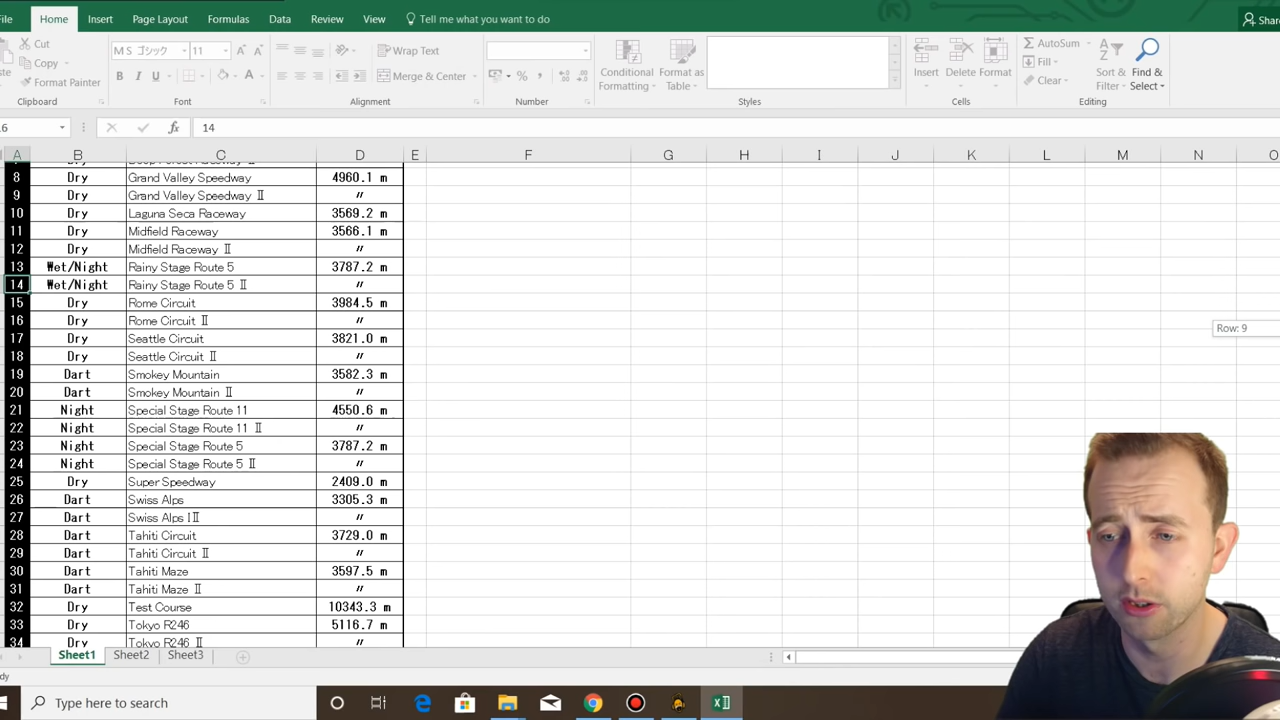 File Home Insert Page Layout Formulas Data Review View Tell me what you want to do Share
Cut
Copy
Format Painter
Clipboard
ＭＳ ゴシック 11
B I U A
Font
Wrap Text
Merge & Center
Alignment
% ,
Number
Conditional Formatting
Format as Table
Styles
Insert Delete Format
Cells
AutoSum
Fill
Clear
Sort & Filter
Find & Select
Editing
fx 14
A B C D E F G H I J K L M N O
8 Dry Grand Valley Speedway 4960.1 m
9 Dry Grand Valley Speedway Ⅱ 〃
10 Dry Laguna Seca Raceway 3569.2 m
11 Dry Midfield Raceway 3566.1 m
12 Dry Midfield Raceway Ⅱ 〃
13 Wet/Night Rainy Stage Route 5 3787.2 m
14 Wet/Night Rainy Stage Route 5 Ⅱ 〃
15 Dry Rome Circuit 3984.5 m
16 Dry Rome Circuit Ⅱ 〃
17 Dry Seattle Circuit 3821.0 m
18 Dry Seattle Circuit Ⅱ 〃
19 Dart Smokey Mountain 3582.3 m
20 Dart Smokey Mountain Ⅱ 〃
21 Night Special Stage Route 11 4550.6 m
22 Night Special Stage Route 11 Ⅱ 〃
23 Night Special Stage Route 5 3787.2 m
24 Night Special Stage Route 5 Ⅱ 〃
25 Dry Super Speedway 2409.0 m
26 Dart Swiss Alps 3305.3 m
27 Dart Swiss Alps IⅡ 〃
28 Dart Tahiti Circuit 3729.0 m
29 Dart Tahiti Circuit Ⅱ 〃
30 Dart Tahiti Maze 3597.5 m
31 Dart Tahiti Maze Ⅱ 〃
32 Dry Test Course 10343.3 m
33 Dry Tokyo R246 5116.7 m
34 Dry Tokyo R246 Ⅱ 〃
Row: 9
Sheet1 Sheet2 Sheet3
Type here to search